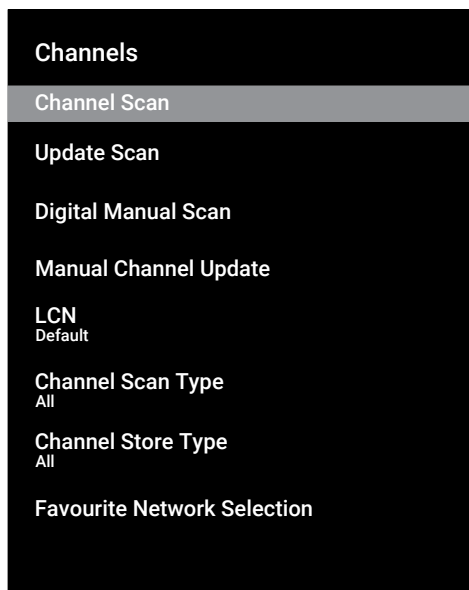 Channels
Channel Scan
Update Scan
Digital Manual Scan
Manual Channel Update
LCN
Default
Channel Scan Type
All
Channel Store Type
All
Favourite Network Selection